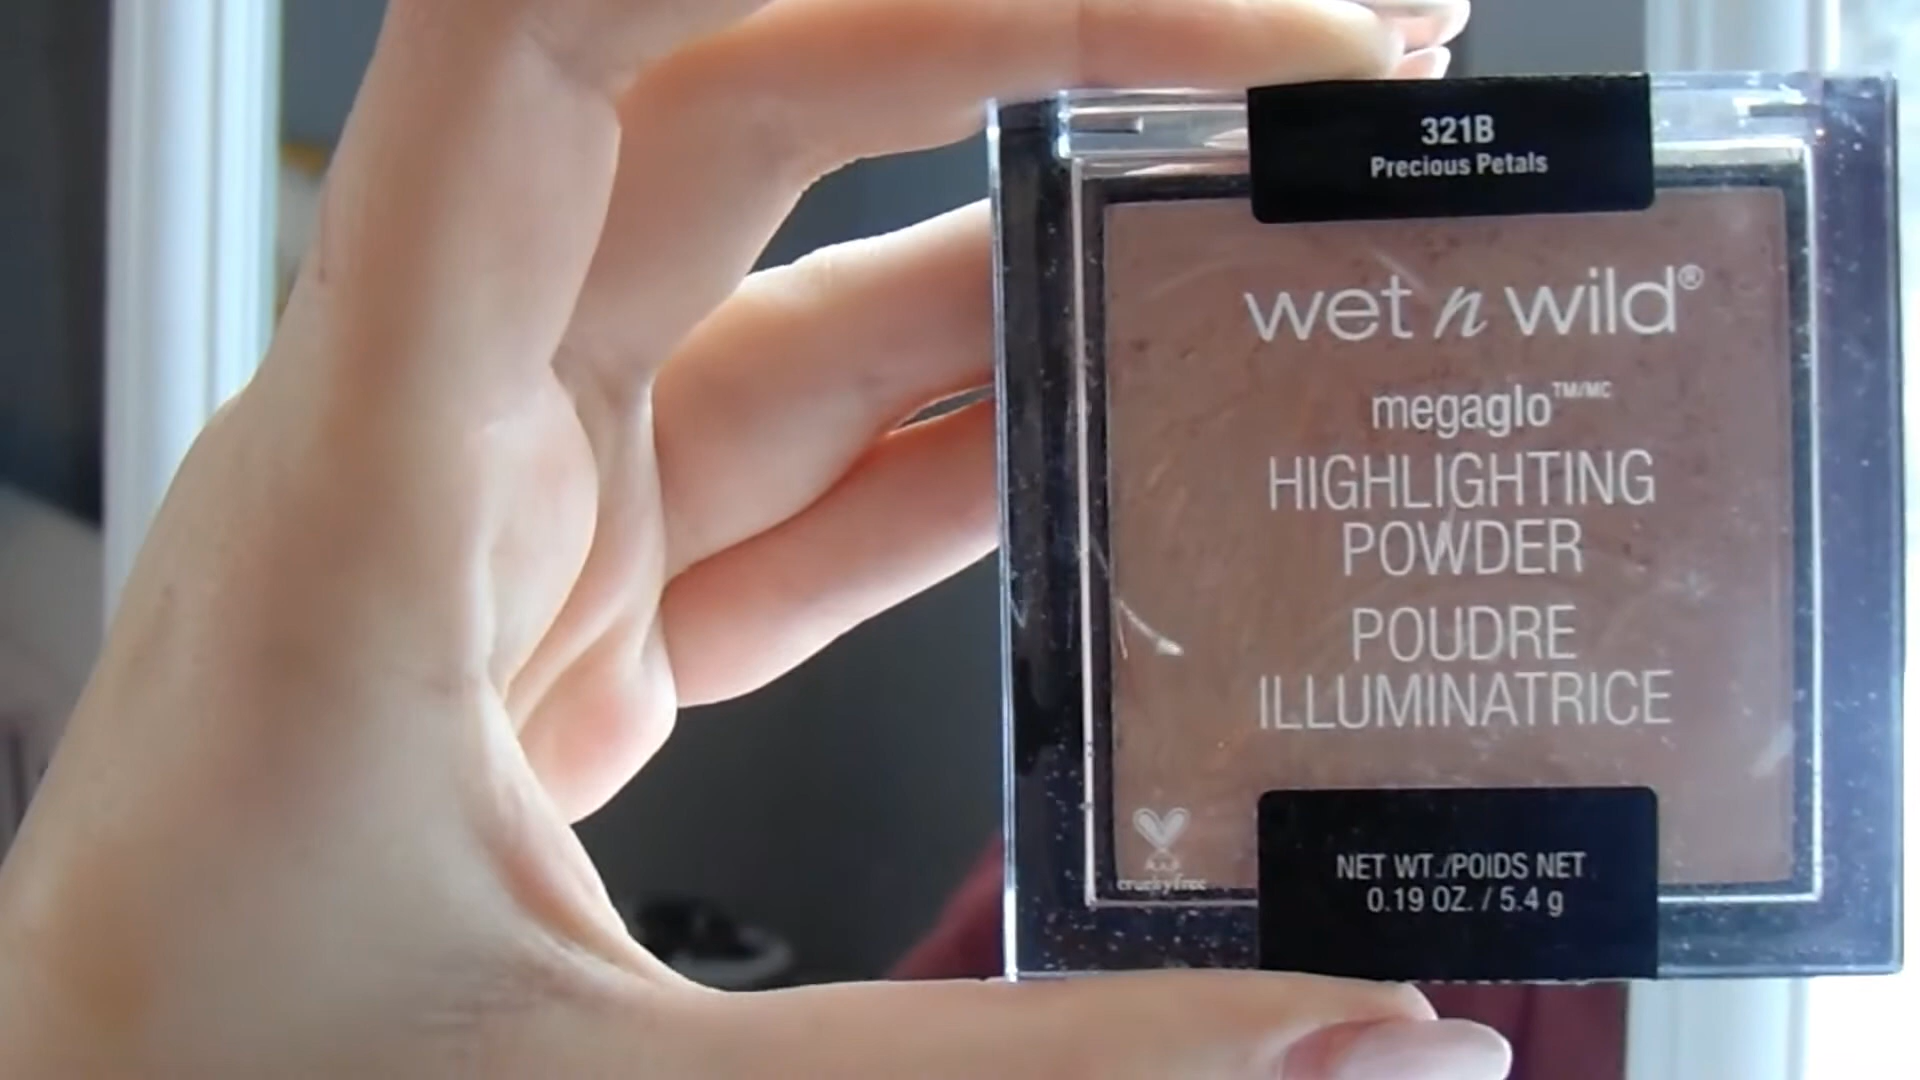 321B
Precious Petals
wet n wild®
megaglo™/MC
HIGHLIGHTING
POWDER
POUDRE
ILLUMINATRICE
crueltyfree
NET WT./POIDS NET
0.19 OZ. / 5.4 g